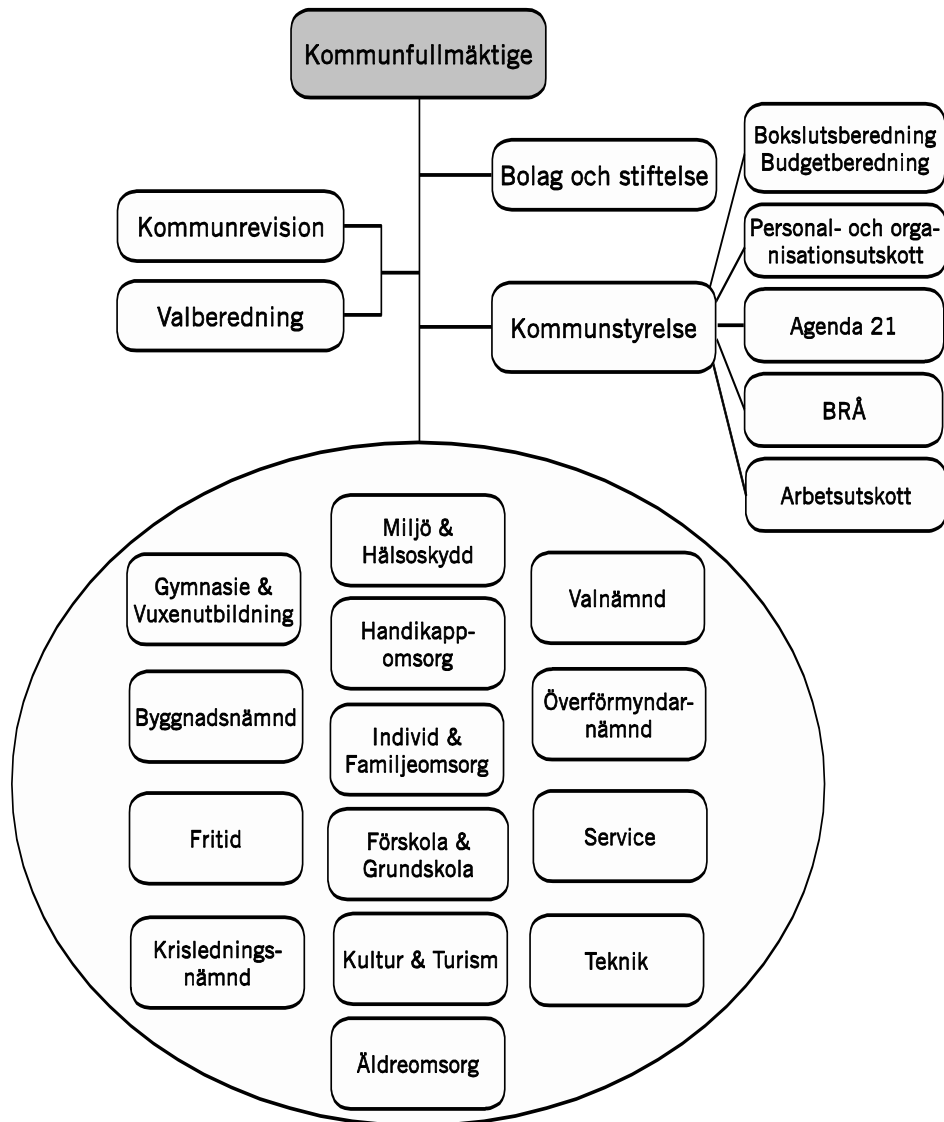 Kommunfullmäktige
Bolag och stiftelse
Kommunrevision
Valberedning
Kommunstyrelse
Bokslutsberedning
Budgetberedning
Personal- och orga-
nisationsutskott
Agenda 21
BRÅ
Arbetsutskott
Gymnasie &
Vuxenutbildning
Byggnadsnämnd
Fritid
Krislednings-
nämnd
Miljö &
Hälsoskydd
Handikapp-
omsorg
Individ &
Familjeomsorg
Förskola &
Grundskola
Kultur & Turism
Äldreomsorg
Valnämnd
Överförmyndar-
nämnd
Service
Teknik